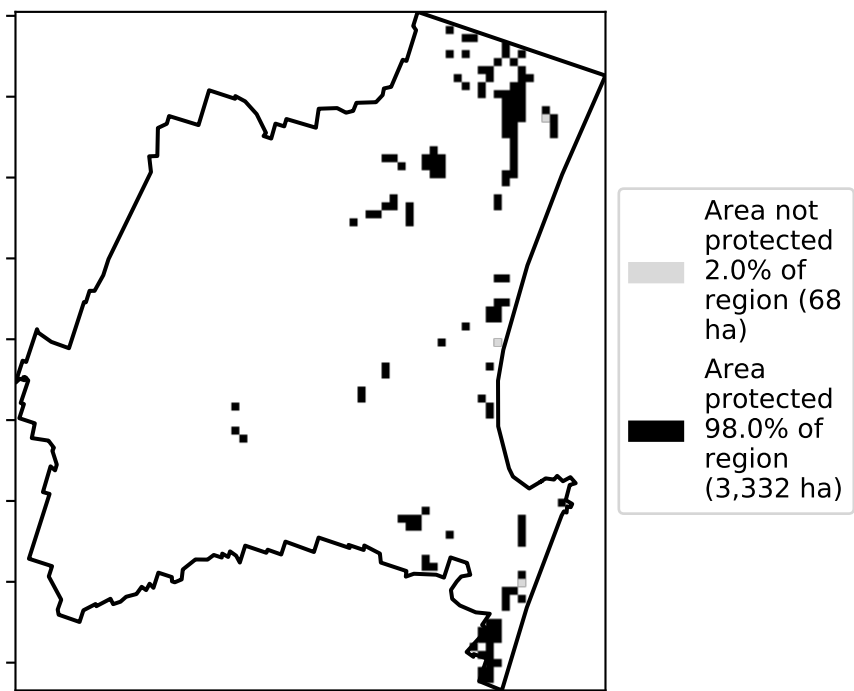 Area not
protected
2.0% of
region (68
ha)
Area
protected
98.0% of
region
(3,332 ha)